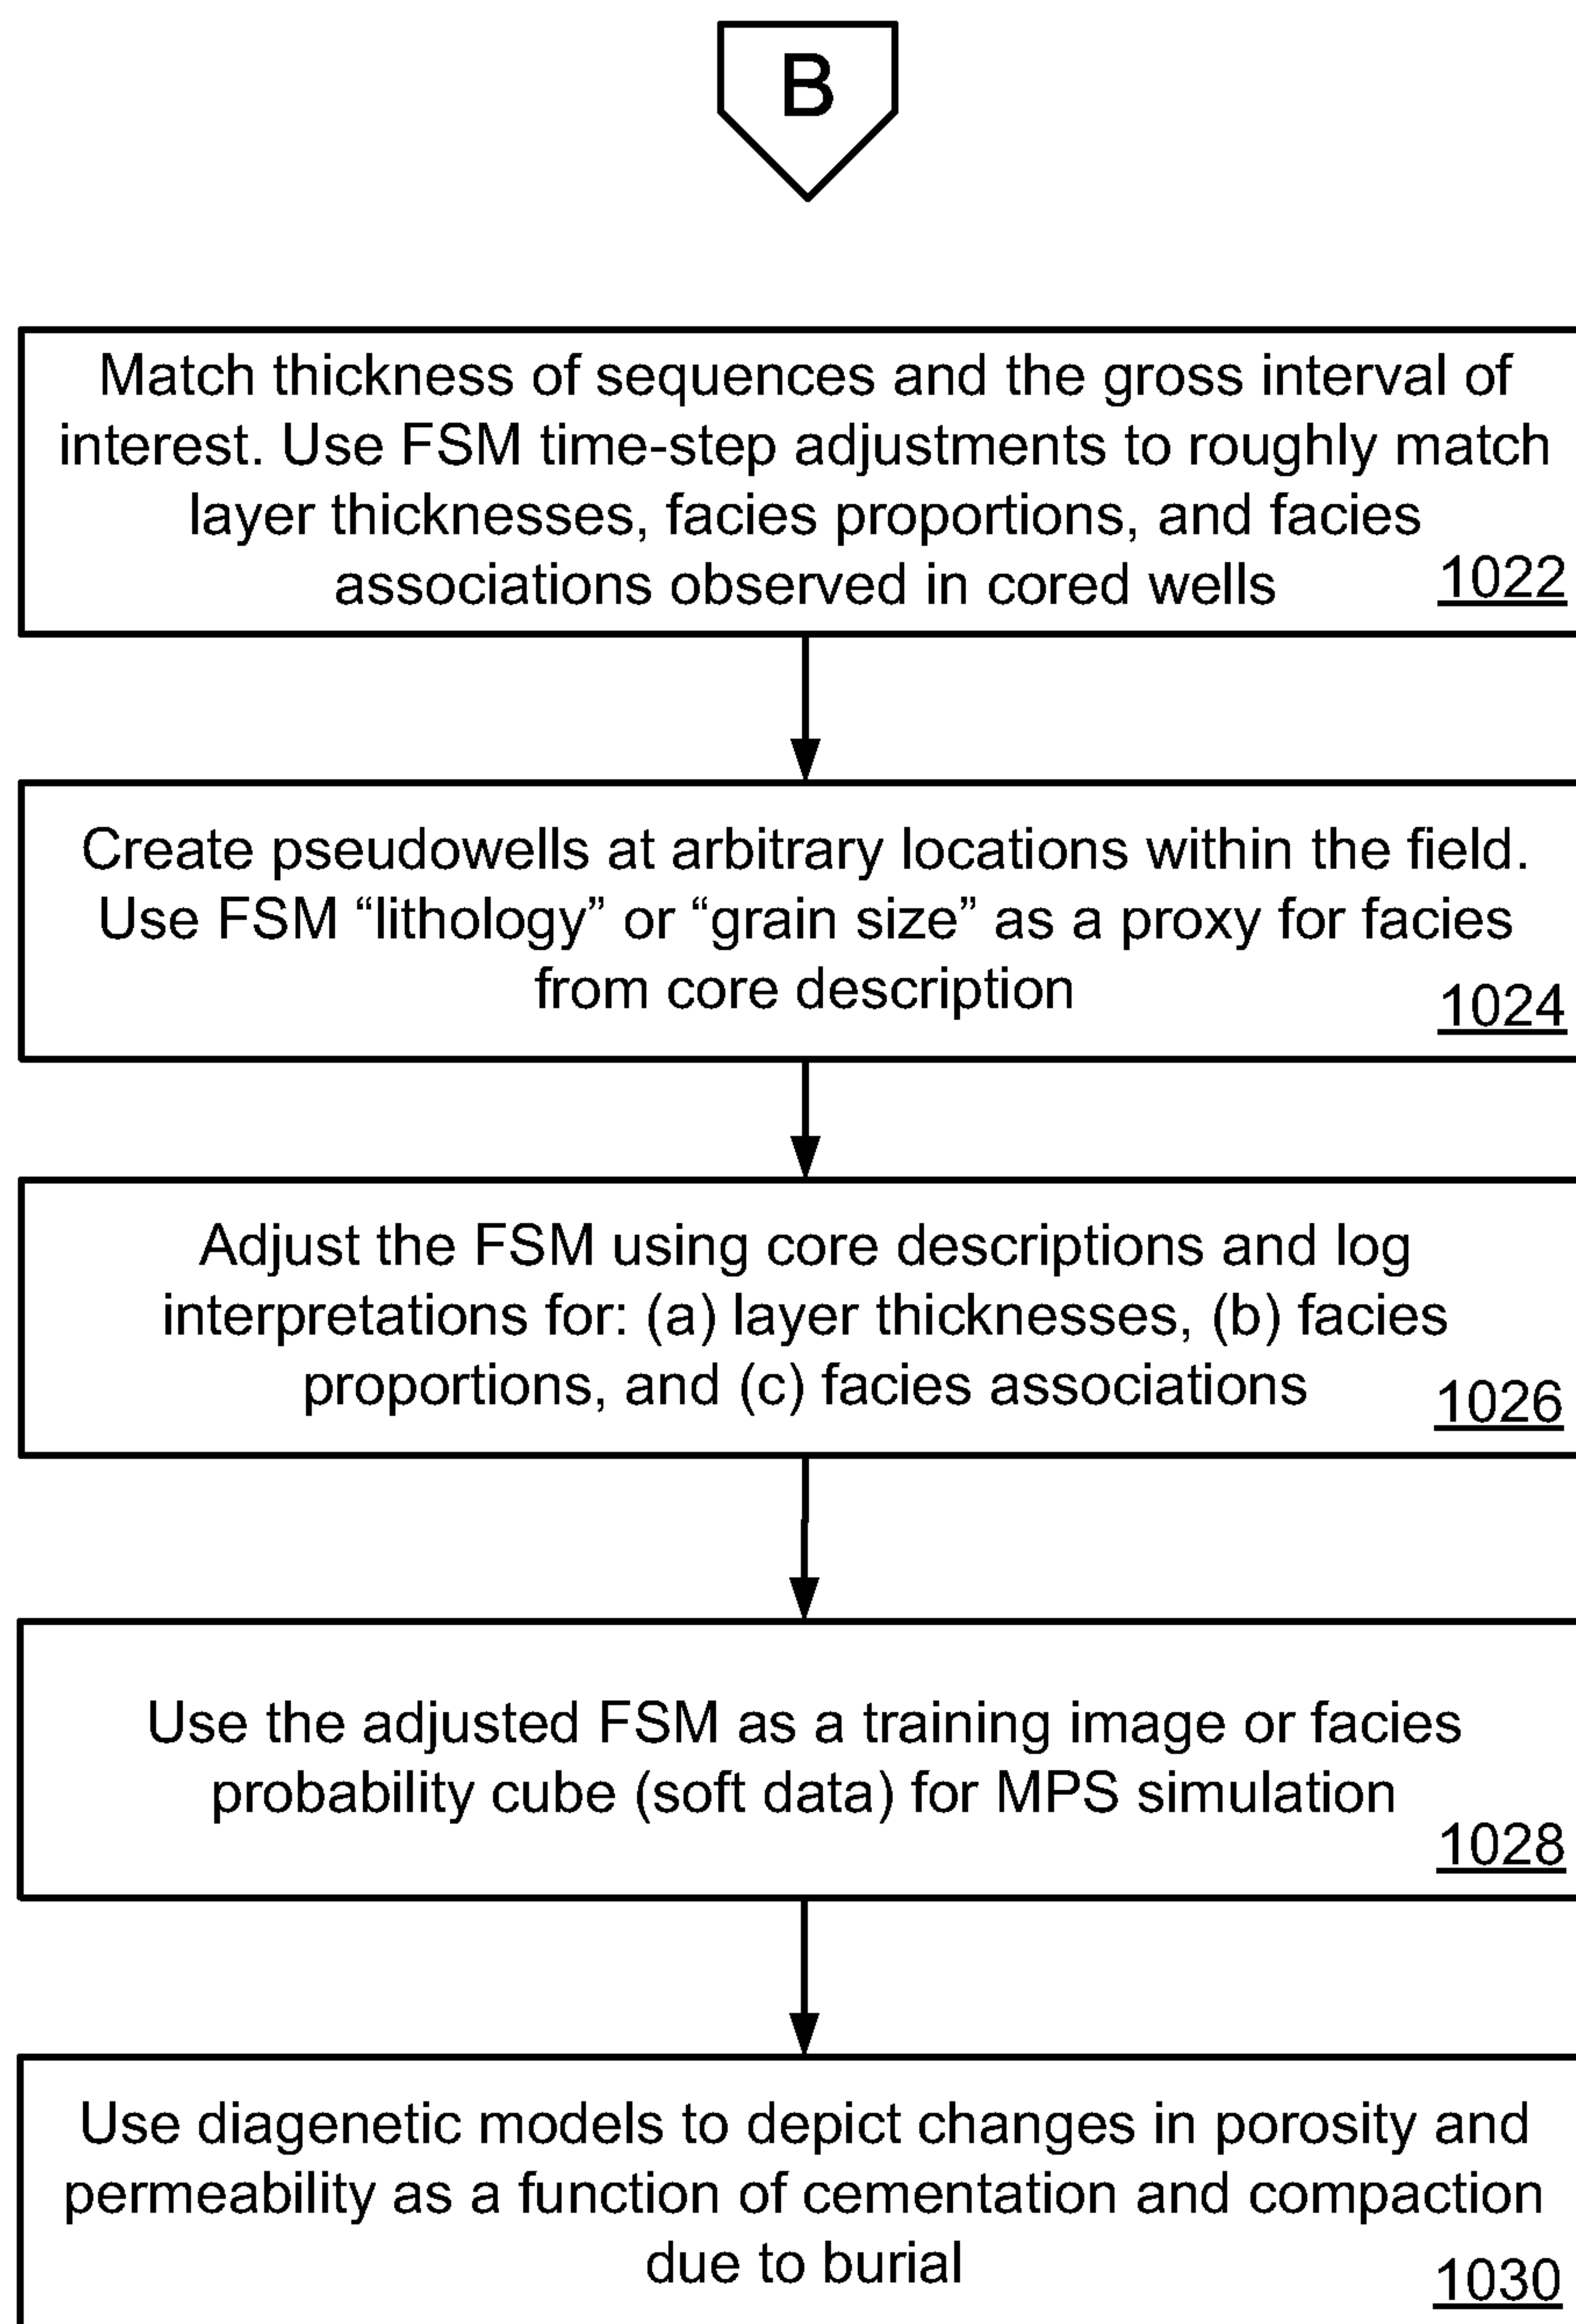 B
Match thickness of sequences and the gross interval of
interest. Use FSM time-step adjustments to roughly match
layer thicknesses, facies proportions, and facies
associations observed in cored wells
1022
Create pseudowells at arbitrary locations within the field.
Use FSM “lithology” or “grain size” as a proxy for facies
from core description
1024
Adjust the FSM using core descriptions and log
interpretations for: (a) layer thicknesses, (b) facies
proportions, and (c) facies associations
1026
Use the adjusted FSM as a training image or facies
probability cube (soft data) for MPS simulation
1028
Use diagenetic models to depict changes in porosity and
permeability as a function of cementation and compaction
due to burial
1030